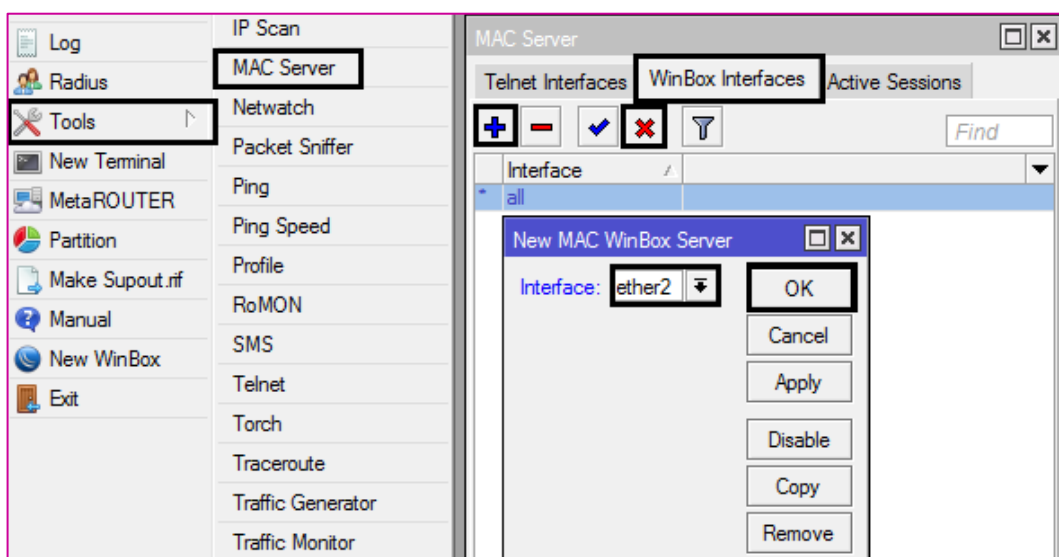 Log
Radius
Tools
New Terminal
MetaROUTER
Partition
Make Supout.rif
Manual
New WinBox
Exit
IP Scan
MAC Server
Netwatch
Packet Sniffer
Ping
Ping Speed
Profile
RoMON
SMS
Telnet
Torch
Traceroute
Traffic Generator
Traffic Monitor
MAC Server
Telnet Interfaces WinBox Interfaces Active Sessions
Find
Interface
* all
New MAC WinBox Server
Interface: ether2
OK
Cancel
Apply
Disable
Copy
Remove